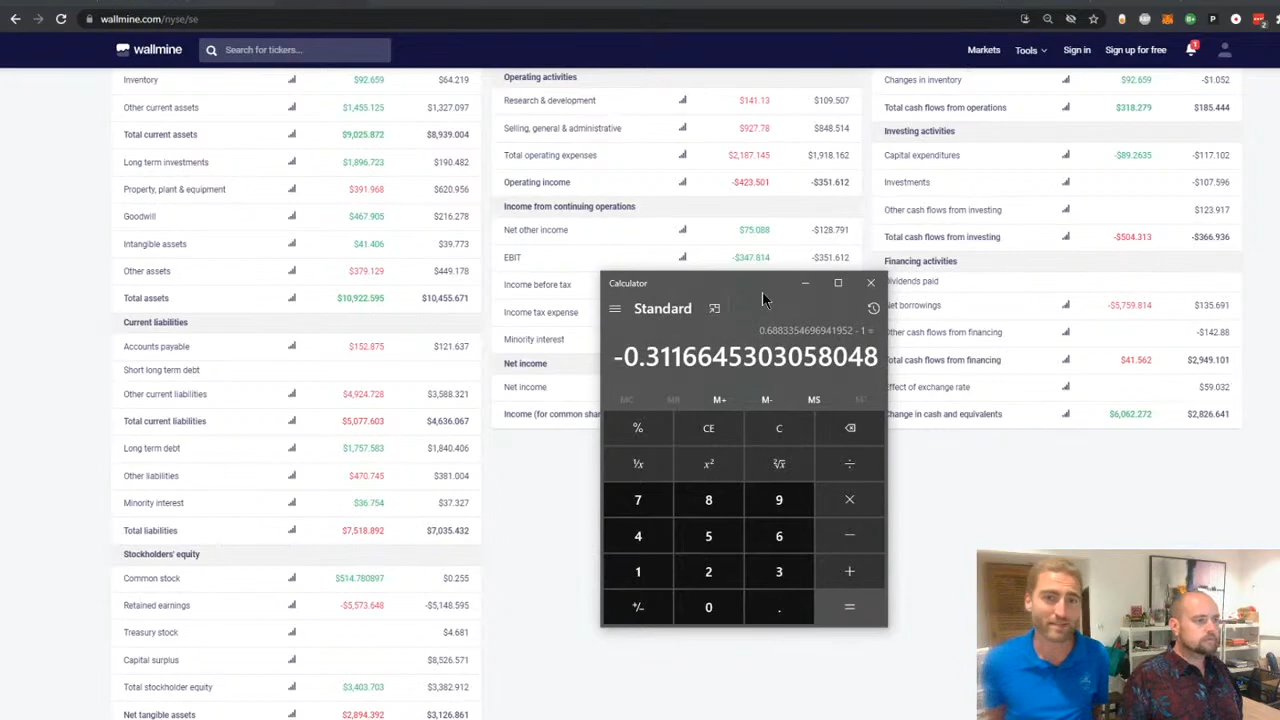 wallmine.com/nyse/se
wallmine
Search for tickers...
Markets
Tools
Sign in
Sign up for free
1
Inventory $92.659 $64.219
Other current assets $1,455.125 $1,327.097
Total current assets $9,025.872 $8,939.004
Long term investments $1,896.723 $190.482
Property, plant & equipment $391.968 $620.956
Goodwill $467.905 $216.278
Intangible assets $41.406 $39.773
Other assets $379.129 $449.178
Total assets $10,922.595 $10,455.671
Current liabilities
Accounts payable $152.875 $121.637
Short long term debt
Other current liabilities $4,924.728 $3,588.321
Total current liabilities $5,077.603 $4,636.067
Long term debt $1,757.583 $1,840.406
Other liabilities $470.745 $381.004
Minority interest $36.754 $37.327
Total liabilities $7,518.892 $7,035.432
Stockholders' equity
Common stock $514.780897 $0.255
Retained earnings -$5,573.648 -$5,148.595
Treasury stock $4.681
Capital surplus $8,526.571
Total stockholder equity $3,403.703 $3,382.912
Net tangible assets $2,894.392 $3,126.861
Operating activities
Research & development $141.13 $109.507
Selling, general & administrative $927.78 $848.514
Total operating expenses $2,187.145 $1,918.162
Operating income -$423.501 -$351.612
Income from continuing operations
Net other income $75.088 -$128.791
EBIT -$347.814 -$351.612
Income before tax
Income tax expense
Minority interest
Net income
Net income
Income (for common sha
Changes in inventory $92.659 -$1.052
Total cash flows from operations $318.279 $185.444
Investing activities
Capital expenditures -$89.2635 -$117.102
Investments -$107.596
Other cash flows from investing $123.917
Total cash flows from investing -$504.313 -$366.936
Financing activities
Dividends paid
Net borrowings -$5,759.814 $135.691
Other cash flows from financing -$142.88
Total cash flows from financing $41.562 $2,949.101
Effect of exchange rate $59.032
Change in cash and equivalents $6,062.272 $2,826.641
Calculator
Standard
0.6883354696941952 - 1 =
-0.3116645303058048
MC MR M+ M- MS
% CE C
¹/x x² ²√x ÷
7 8 9 ×
4 5 6 −
1 2 3 +
+/- 0 . =